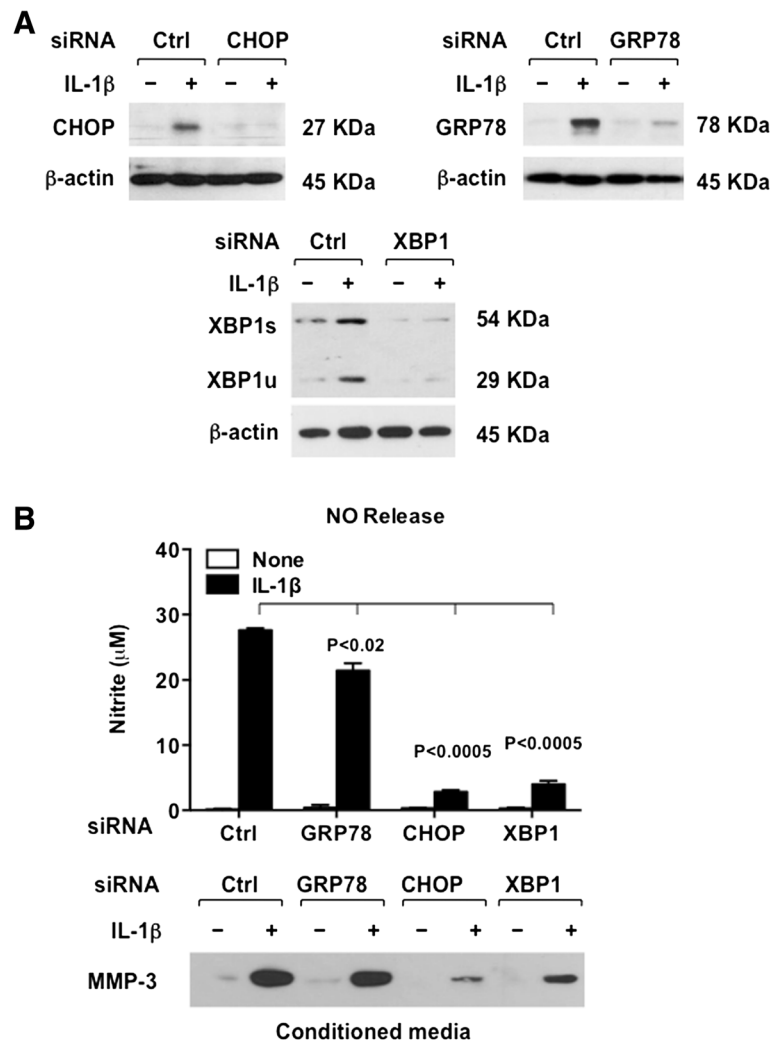 A
siRNA Ctrl CHOP
IL-1β − + − +
CHOP 27 KDa
β-actin 45 KDa
siRNA Ctrl GRP78
IL-1β − + − +
GRP78 78 KDa
β-actin 45 KDa
siRNA Ctrl XBP1
IL-1β − + − +
XBP1s 54 KDa
XBP1u 29 KDa
β-actin 45 KDa
B
NO Release
None
IL-1β
Nitrite (μM)
40
30
20
10
0
P<0.02
P<0.0005
P<0.0005
siRNA Ctrl GRP78 CHOP XBP1
siRNA Ctrl GRP78 CHOP XBP1
IL-1β − + − + − + − +
MMP-3
Conditioned media